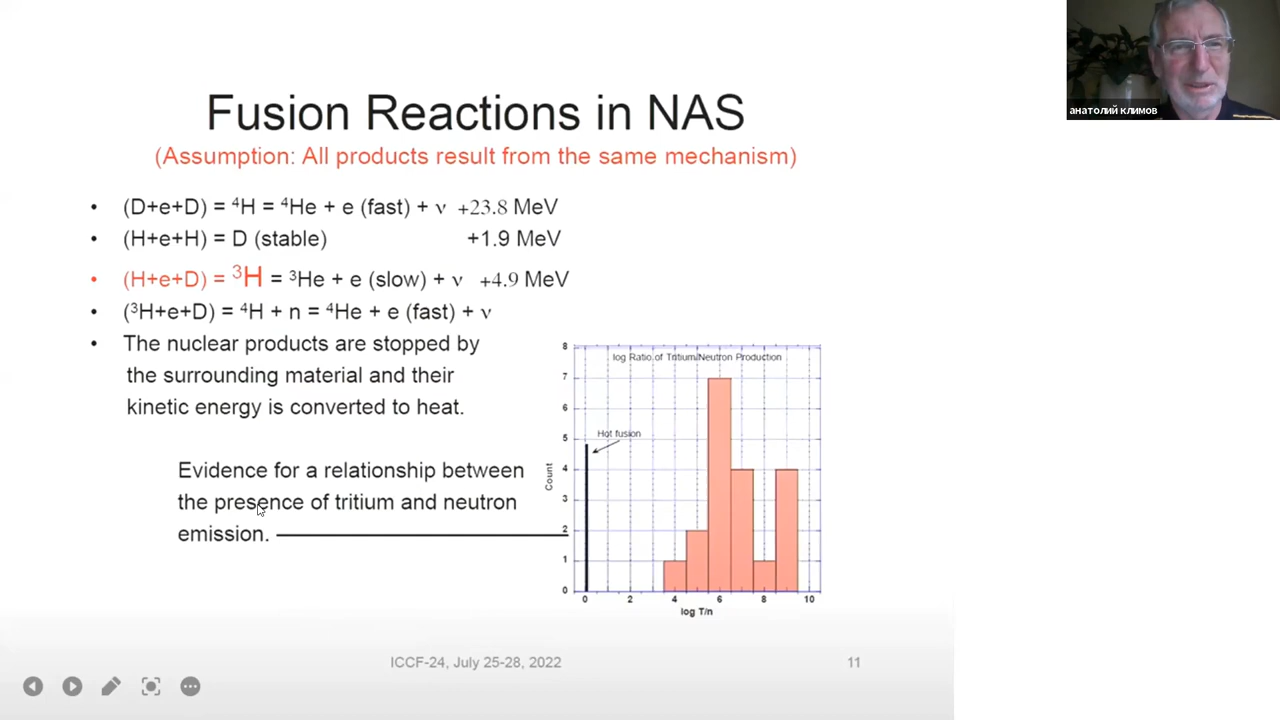 анатолий климов
Fusion Reactions in NAS
(Assumption: All products result from the same mechanism)
• (D+e+D) = ⁴H = ⁴He + e (fast) + ν +23.8 MeV
• (H+e+H) = D (stable) +1.9 MeV
• (H+e+D) = ³H = ³He + e (slow) + ν +4.9 MeV
• (³H+e+D) = ⁴H + n = ⁴He + e (fast) + ν
• The nuclear products are stopped by
the surrounding material and their
kinetic energy is converted to heat.
Evidence for a relationship between
the presence of tritium and neutron
emission.
log Ratio of Tritium/Neutron Production
Hot fusion
Count
8
7
6
5
4
3
2
1
0
0 2 4 6 8 10
log T/n
ICCF-24, July 25-28, 2022
11